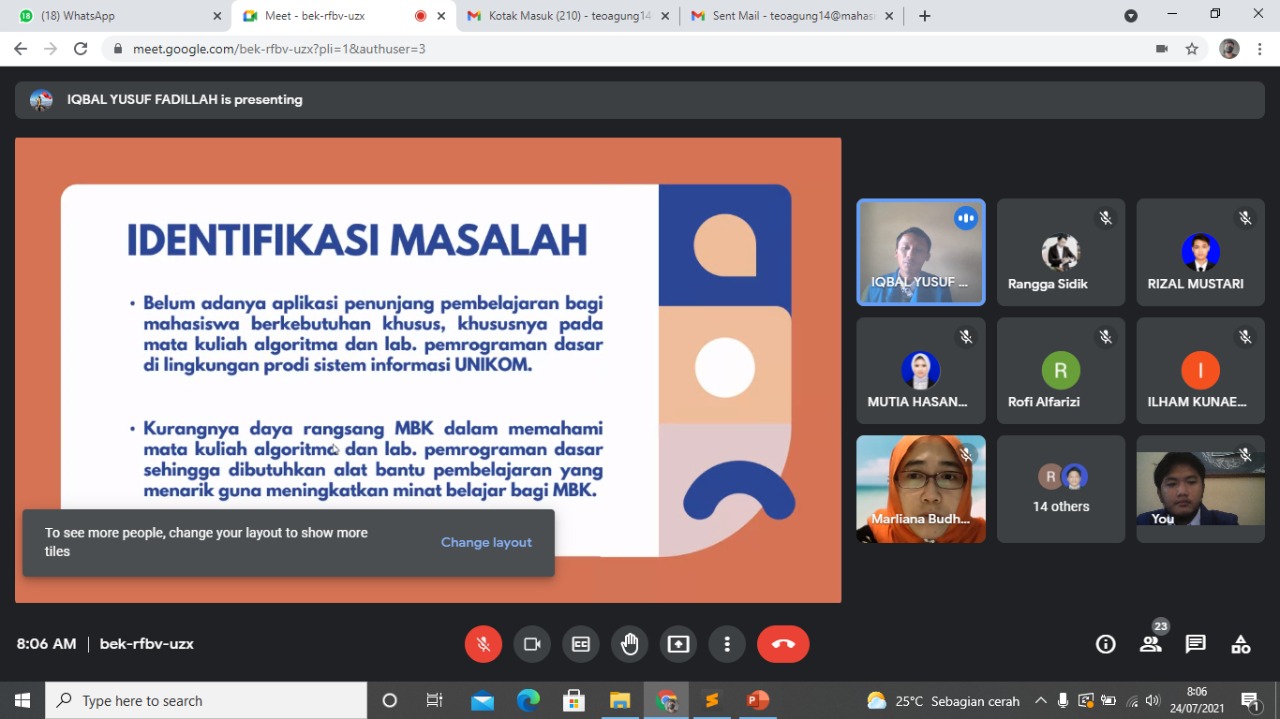 (18) WhatsApp
Meet - bek-rfbv-uzx
Kotak Masuk (210) - teoagung14
Sent Mail - teoagung14@mahas
meet.google.com/bek-rfbv-uzx?pli=1&authuser=3
IQBAL YUSUF FADILLAH is presenting
IDENTIFIKASI MASALAH
• Belum adanya aplikasi penunjang pembelajaran bagi
mahasiswa berkebutuhan khusus, khususnya pada
mata kuliah algoritma dan lab. pemrograman dasar
di lingkungan prodi sistem informasi UNIKOM.
• Kurangnya daya rangsang MBK dalam memahami
mata kuliah algoritma dan lab. pemrograman dasar
sehingga dibutuhkan alat bantu pembelajaran yang
menarik guna meningkatkan minat belajar bagi MBK.
To see more people, change your layout to show more
tiles
Change layout
IQBAL YUSUF ...
Rangga Sidik
RIZAL MUSTARI
MUTIA HASAN...
R
Rofi Alfarizi
I
ILHAM KUNAE...
Marliana Budh...
R
14 others
You
8:06 AM | bek-rfbv-uzx
CC
23
Type here to search
25°C Sebagian cerah
8:06
24/07/2021
1